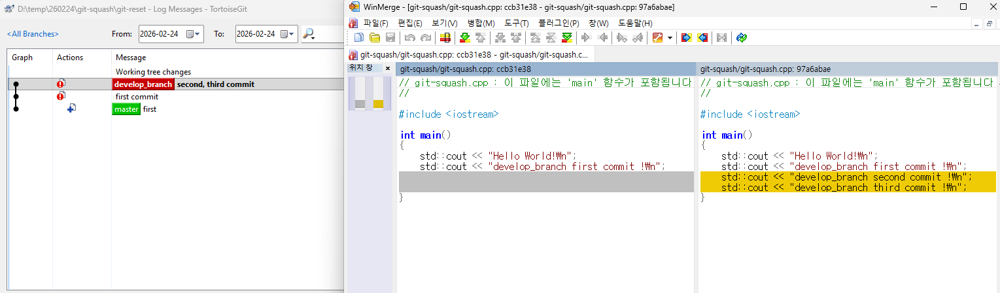 D:\temp\260224\git-squash\git-reset - Log Messages - TortoiseGit
<All Branches>
From: 2026-02-24
To: 2026-02-24
Graph Actions Message
Working tree changes
develop_branch second, third commit
first commit
master first
WinMerge - [git-squash/git-squash.cpp: ccb31e38 - git-squash/git-squash.cpp: 97a6abae]
파일(F) 편집(E) 보기(V) 병합(M) 도구(T) 플러그인(P) 창(W) 도움말(H)
git-squash/git-squash.cpp: ccb31e38 - git-squash/git-squash.c...
위치 창 ×
git-squash/git-squash.cpp: ccb31e38
// git-squash.cpp : 이 파일에는 'main' 함수가 포함됩니다
//
#include <iostream>
int main()
{
std::cout << "Hello World!₩n";
std::cout << "develop_branch first commit !₩n";
}
git-squash/git-squash.cpp: 97a6abae
// git-squash.cpp : 이 파일에는 'main' 함수가 포함됩니다.
//
#include <iostream>
int main()
{
std::cout << "Hello World!₩n";
std::cout << "develop_branch first commit !₩n";
std::cout << "develop_branch second commit !₩n";
std::cout << "develop_branch third commit !₩n";
}